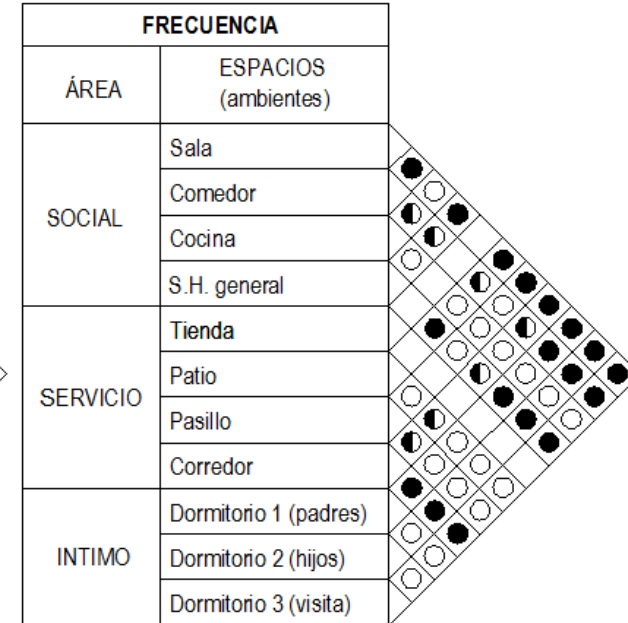 FRECUENCIA
ÁREA
ESPACIOS
(ambientes)
SOCIAL
Sala
Comedor
Cocina
S.H. general
SERVICIO
Tienda
Patio
Pasillo
Corredor
INTIMO
Dormitorio 1 (padres)
Dormitorio 2 (hijos)
Dormitorio 3 (visita)